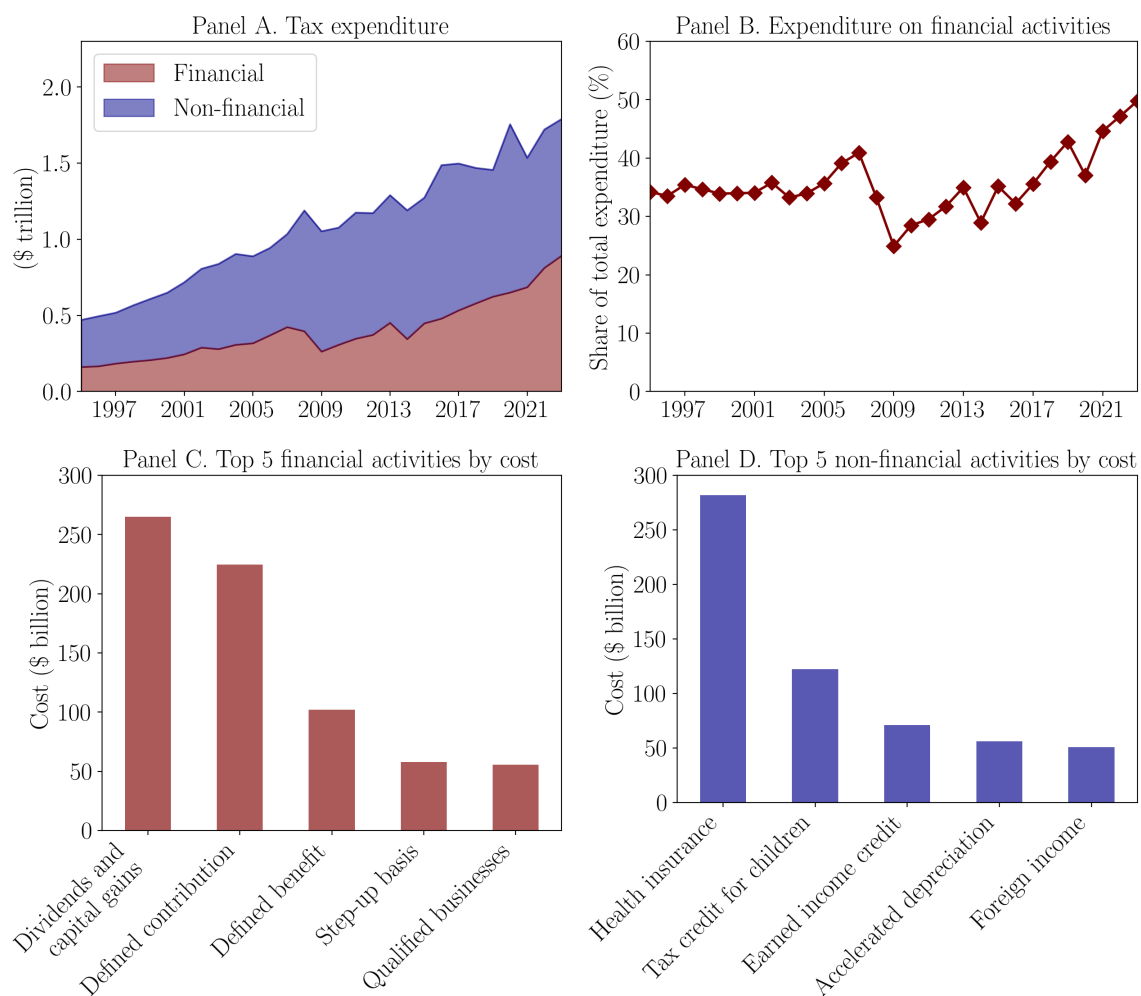 Panel A. Tax expenditure
2.0
1.5
1.0
0.5
0.0
($ trillion)
Financial
Non-financial
1997 2001 2005 2009 2013 2017 2021
Panel B. Expenditure on financial activities
60
50
40
30
20
10
0
Share of total expenditure (%)
1997 2001 2005 2009 2013 2017 2021
Panel C. Top 5 financial activities by cost
300
250
200
150
100
50
0
Cost ($ billion)
Dividends and
capital gains
Defined contribution
Defined benefit
Step-up basis
Qualified businesses
Panel D. Top 5 non-financial activities by cost
300
250
200
150
100
50
0
Cost ($ billion)
Health insurance
Tax credit for children
Earned income credit
Accelerated depreciation
Foreign income